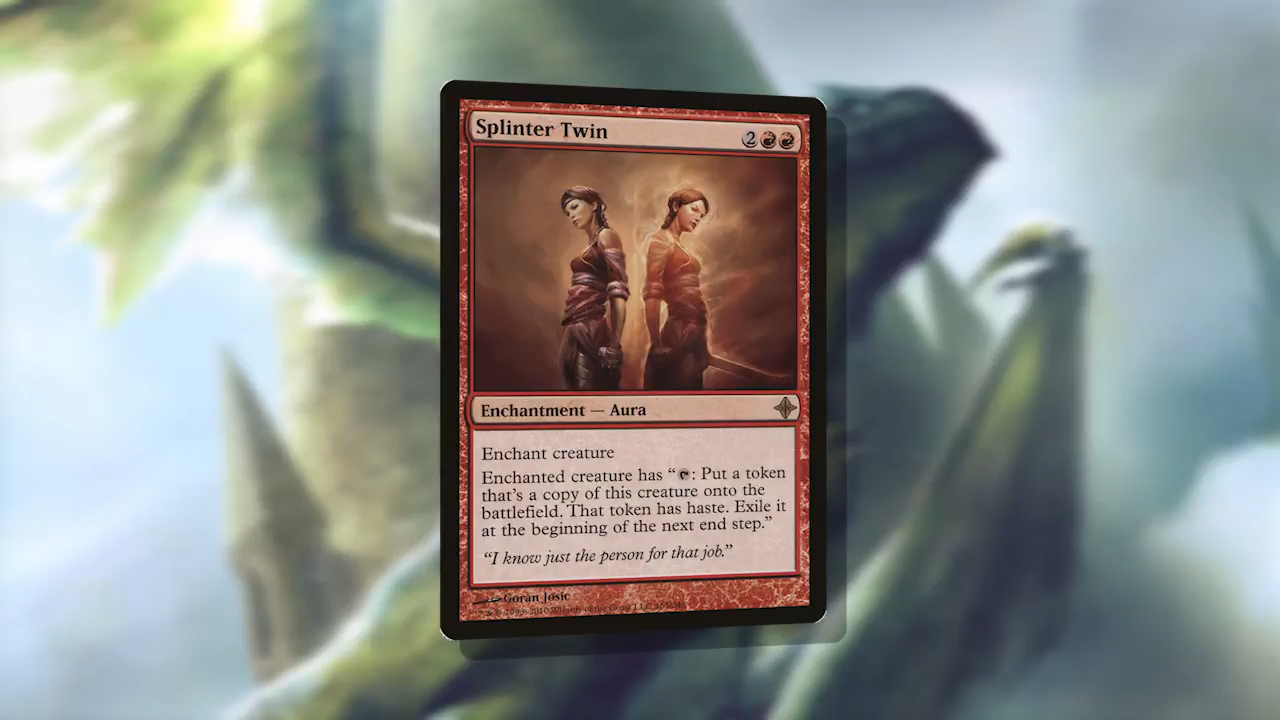 Splinter Twin 2
Enchantment — Aura
Enchant creature
Enchanted creature has “: Put a token
that's a copy of this creature onto the
battlefield. That token has haste. Exile it
at the beginning of the next end step.”
“I know just the person for that job.”
Goran Josic